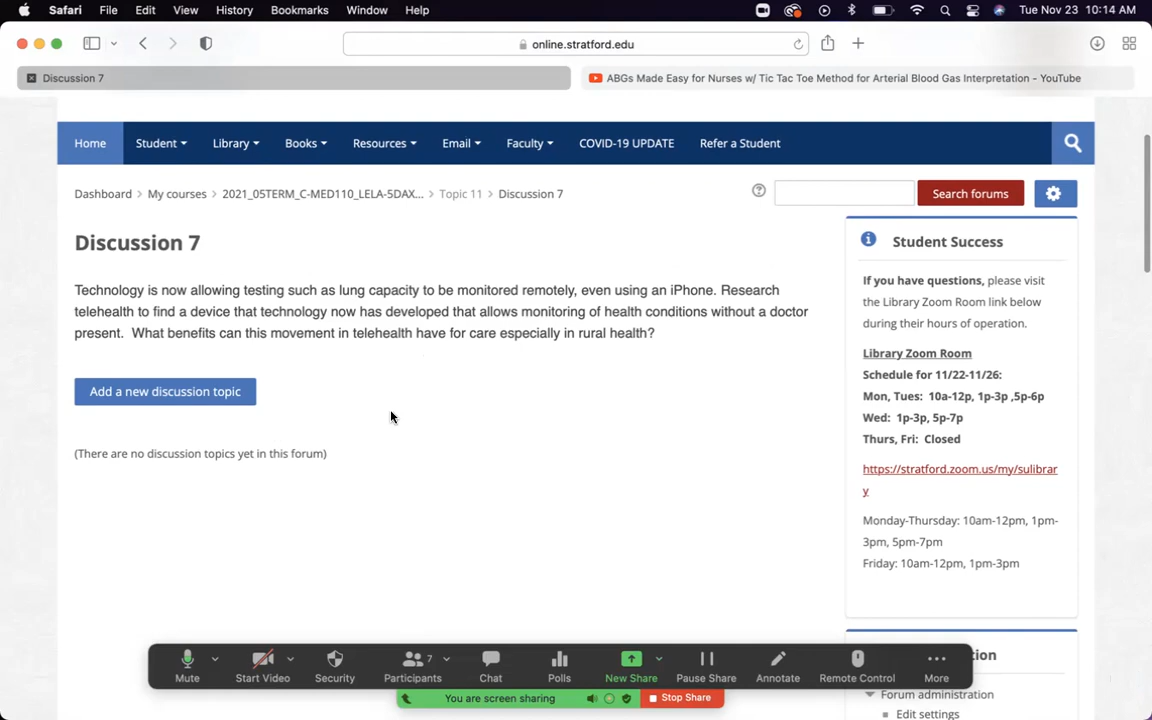 Safari File Edit View History Bookmarks Window Help Tue Nov 23 10:14 AM
online.stratford.edu
Discussion 7
ABGs Made Easy for Nurses w/ Tic Tac Toe Method for Arterial Blood Gas Interpretation - YouTube
Home Student Library Books Resources Email Faculty COVID-19 UPDATE Refer a Student
Dashboard > My courses > 2021_05TERM_C-MED110_LELA-5DAX... > Topic 11 > Discussion 7
Search forums
Discussion 7
Technology is now allowing testing such as lung capacity to be monitored remotely, even using an iPhone. Research
telehealth to find a device that technology now has developed that allows monitoring of health conditions without a doctor
present. What benefits can this movement in telehealth have for care especially in rural health?
Add a new discussion topic
(There are no discussion topics yet in this forum)
Student Success
If you have questions, please visit
the Library Zoom Room link below
during their hours of operation.
Library Zoom Room
Schedule for 11/22-11/26:
Mon, Tues: 10a-12p, 1p-3p ,5p-6p
Wed: 1p-3p, 5p-7p
Thurs, Fri: Closed
https://stratford.zoom.us/my/sulibrar
y
Monday-Thursday: 10am-12pm, 1pm-
3pm, 5pm-7pm
Friday: 10am-12pm, 1pm-3pm
Forum administration
Edit settings
7
Mute Start Video Security Participants Chat Polls New Share Pause Share Annotate Remote Control More
You are screen sharing Stop Share